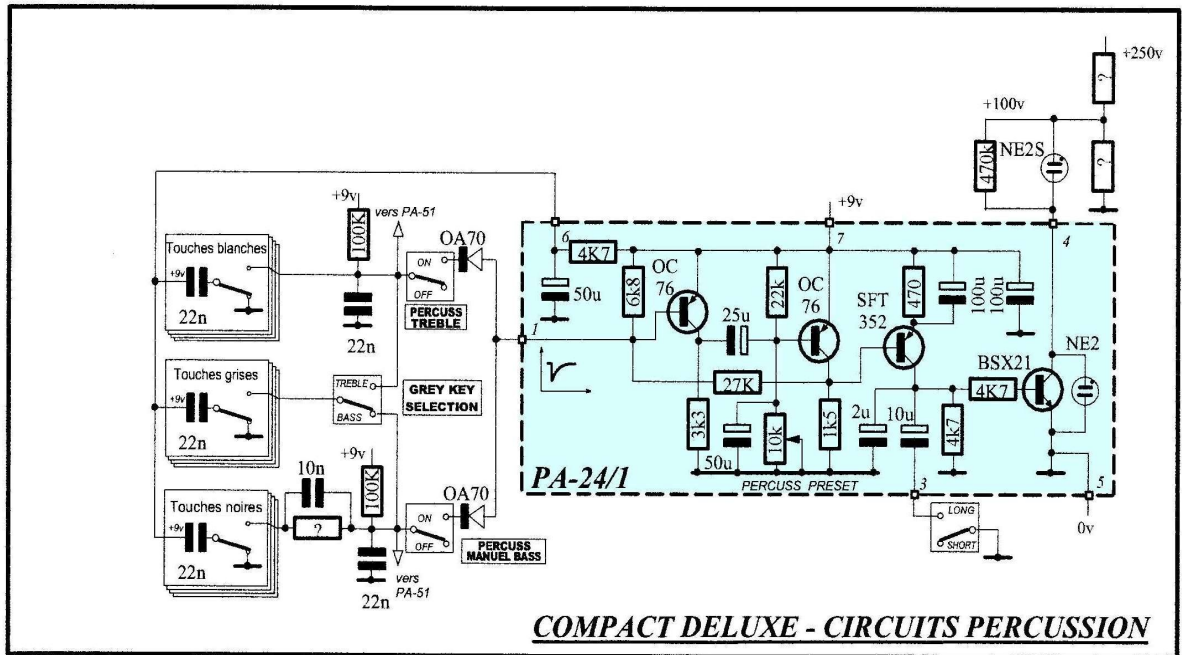 +250v
?
+100v
470k
NE2S
?
+9v
vers PA-51
100K
OA70
+9v
6
7
4
Touches blanches
+9v
22n
ON
OFF
PERCUSS
TREBLE
22n
4K7
50u
6k8
OC
76
22k
OC
76
SFT
352
470
100u
100u
25u
1
NE2
BSX21
Touches grises
+9v
22n
TREBLE
BASS
GREY KEY
SELECTION
27K
4K7
3k3
50u
10k
1k5
2u
10u
4k7
PERCUSS PRESET
PA-24/1
3
5
0v
+9v
100K
10n
?
OA70
Touches noires
+9v
22n
ON
OFF
PERCUSS
MANUEL BASS
22n
vers
PA-51
LONG
SHORT
COMPACT DELUXE - CIRCUITS PERCUSSION